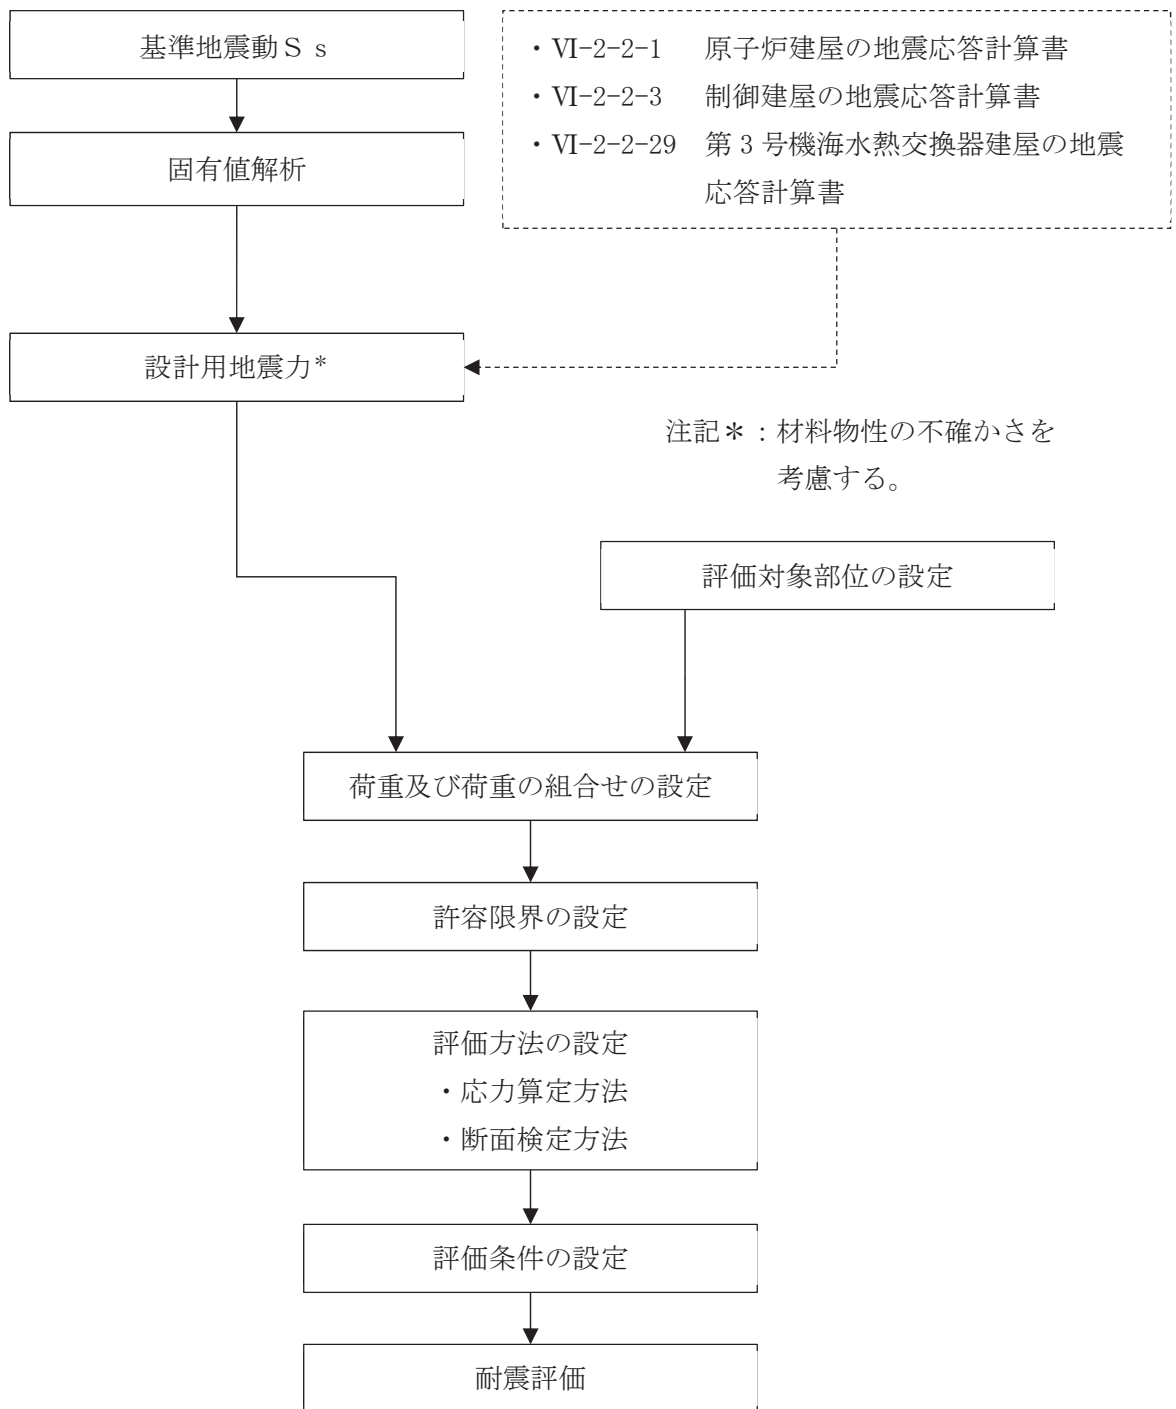 基準地震動Ｓｓ
・Ⅵ-2-2-1 原子炉建屋の地震応答計算書
・Ⅵ-2-2-3 制御建屋の地震応答計算書
・Ⅵ-2-2-29 第３号機海水熱交換器建屋の地震
応答計算書
固有値解析
設計用地震力*
注記＊：材料物性の不確かさを
考慮する。
評価対象部位の設定
荷重及び荷重の組合せの設定
許容限界の設定
評価方法の設定
・応力算定方法
・断面検定方法
評価条件の設定
耐震評価